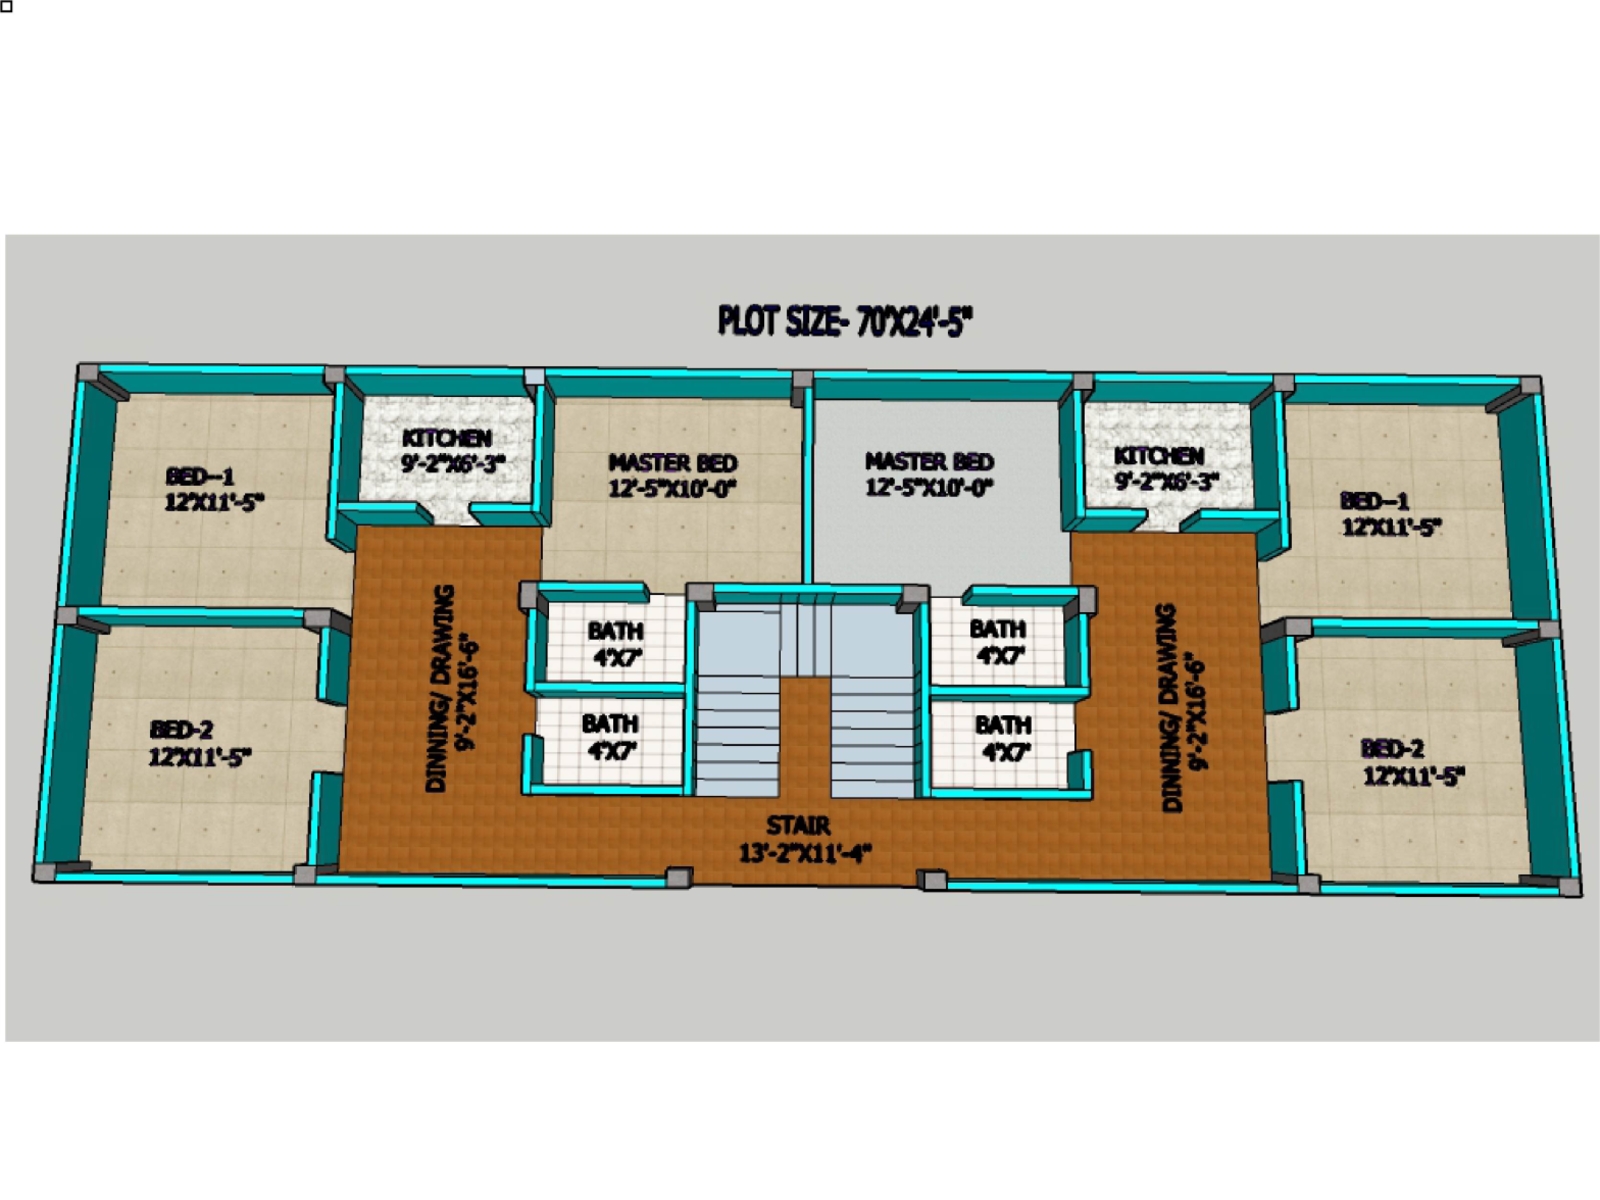 PLOT SIZE- 70'X24'-5"
KITCHEN
9'-2"X6'-3"
MASTER BED
12'-5"X10'-0"
MASTER BED
12'-5"X10'-0"
KITCHEN
9'-2"X6'-3"
BED--1
12"X11'-5"
BED--1
12"X11'-5"
DINNING/ DRAWING
9'-2"X16'-6"
BATH
4'X7'
BATH
4'X7'
DINNING/ DRAWING
9'-2"X16'-6"
BED-2
12"X11'-5"
BATH
4'X7'
BATH
4'X7'
BED-2
12"X11'-5"
STAIR
13'-2"X11'-4"